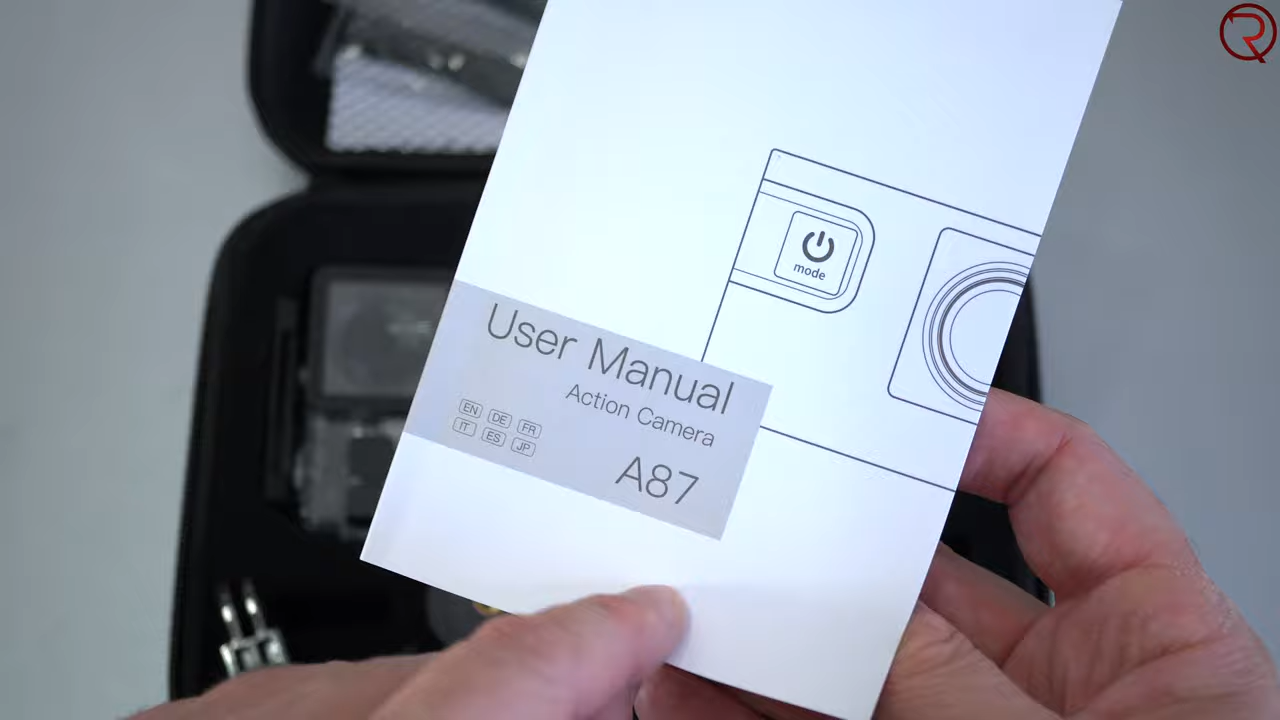 mode
User Manual
Action Camera
EN DE FR
IT ES JP
A87